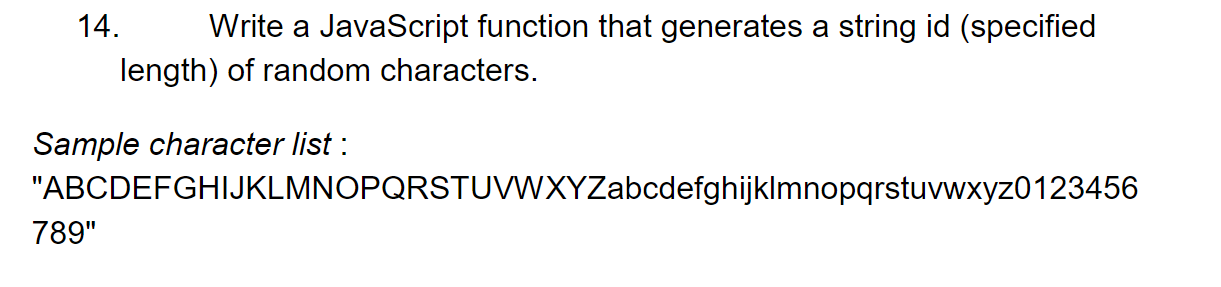 14. Write a JavaScript function that generates a string id (specified
length) of random characters.
Sample character list :
"ABCDEFGHIJKLMNOPQRSTUVWXYZabcdefghijklmnopqrstuvwxyz0123456
789"